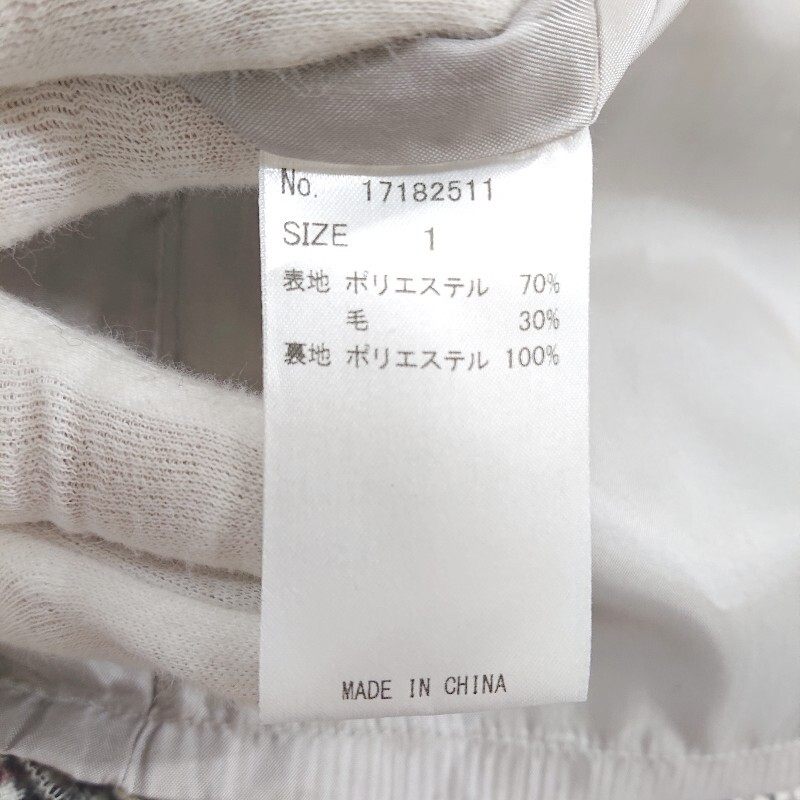 No. 17182511
SIZE 1
表地 ポリエステル 70%
毛 30%
裏地 ポリエステル 100%
MADE IN CHINA